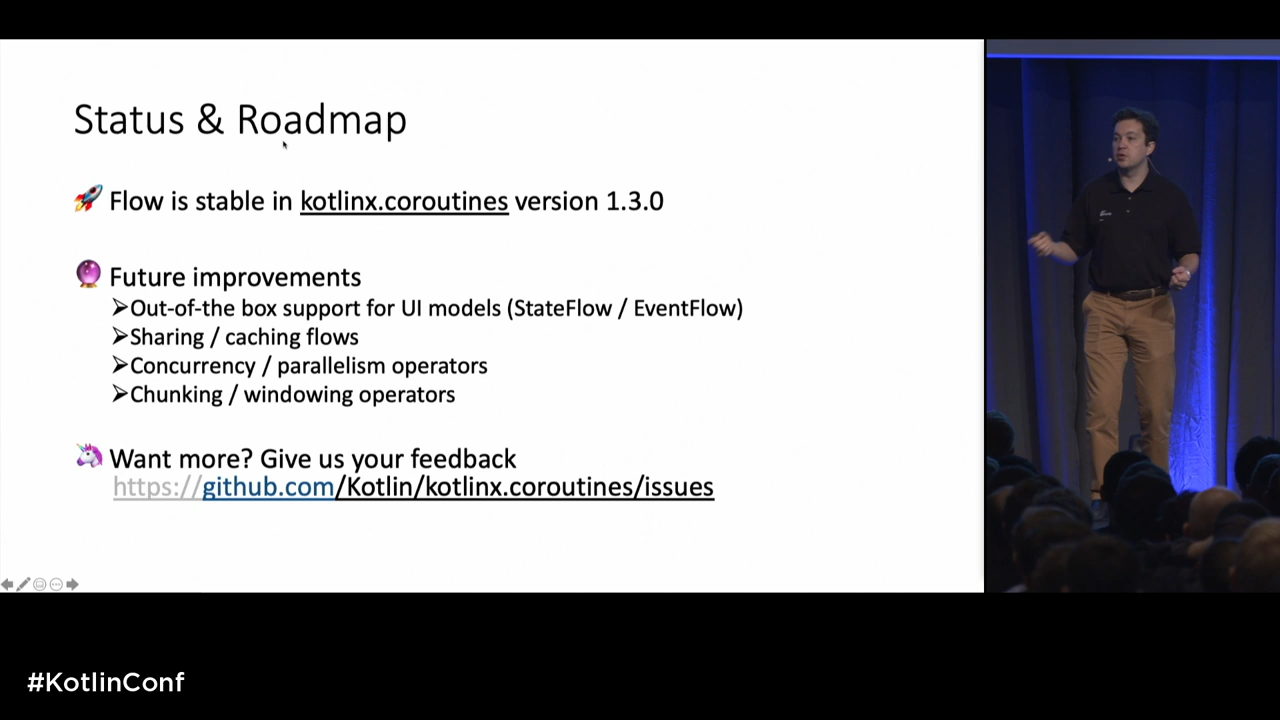 Status & Roadmap
🚀 Flow is stable in kotlinx.coroutines version 1.3.0
🔮 Future improvements
➢Out-of-the box support for UI models (StateFlow / EventFlow)
➢Sharing / caching flows
➢Concurrency / parallelism operators
➢Chunking / windowing operators
🦄 Want more? Give us your feedback
https://github.com/Kotlin/kotlinx.coroutines/issues
#KotlinConf